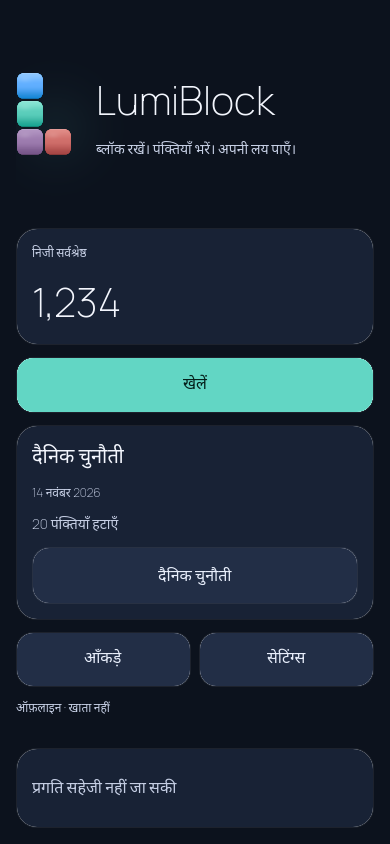 LumiBlock
ब्लॉक रखें। पंक्तियाँ भरें। अपनी लय पाएँ।
निजी सर्वश्रेष्ठ
1,234
खेलें
दैनिक चुनौती
14 नवंबर 2026
20 पंक्तियाँ हटाएँ
दैनिक चुनौती
आँकड़े
सेटिंग्स
ऑफ़लाइन · खाता नहीं
प्रगति सहेजी नहीं जा सकी